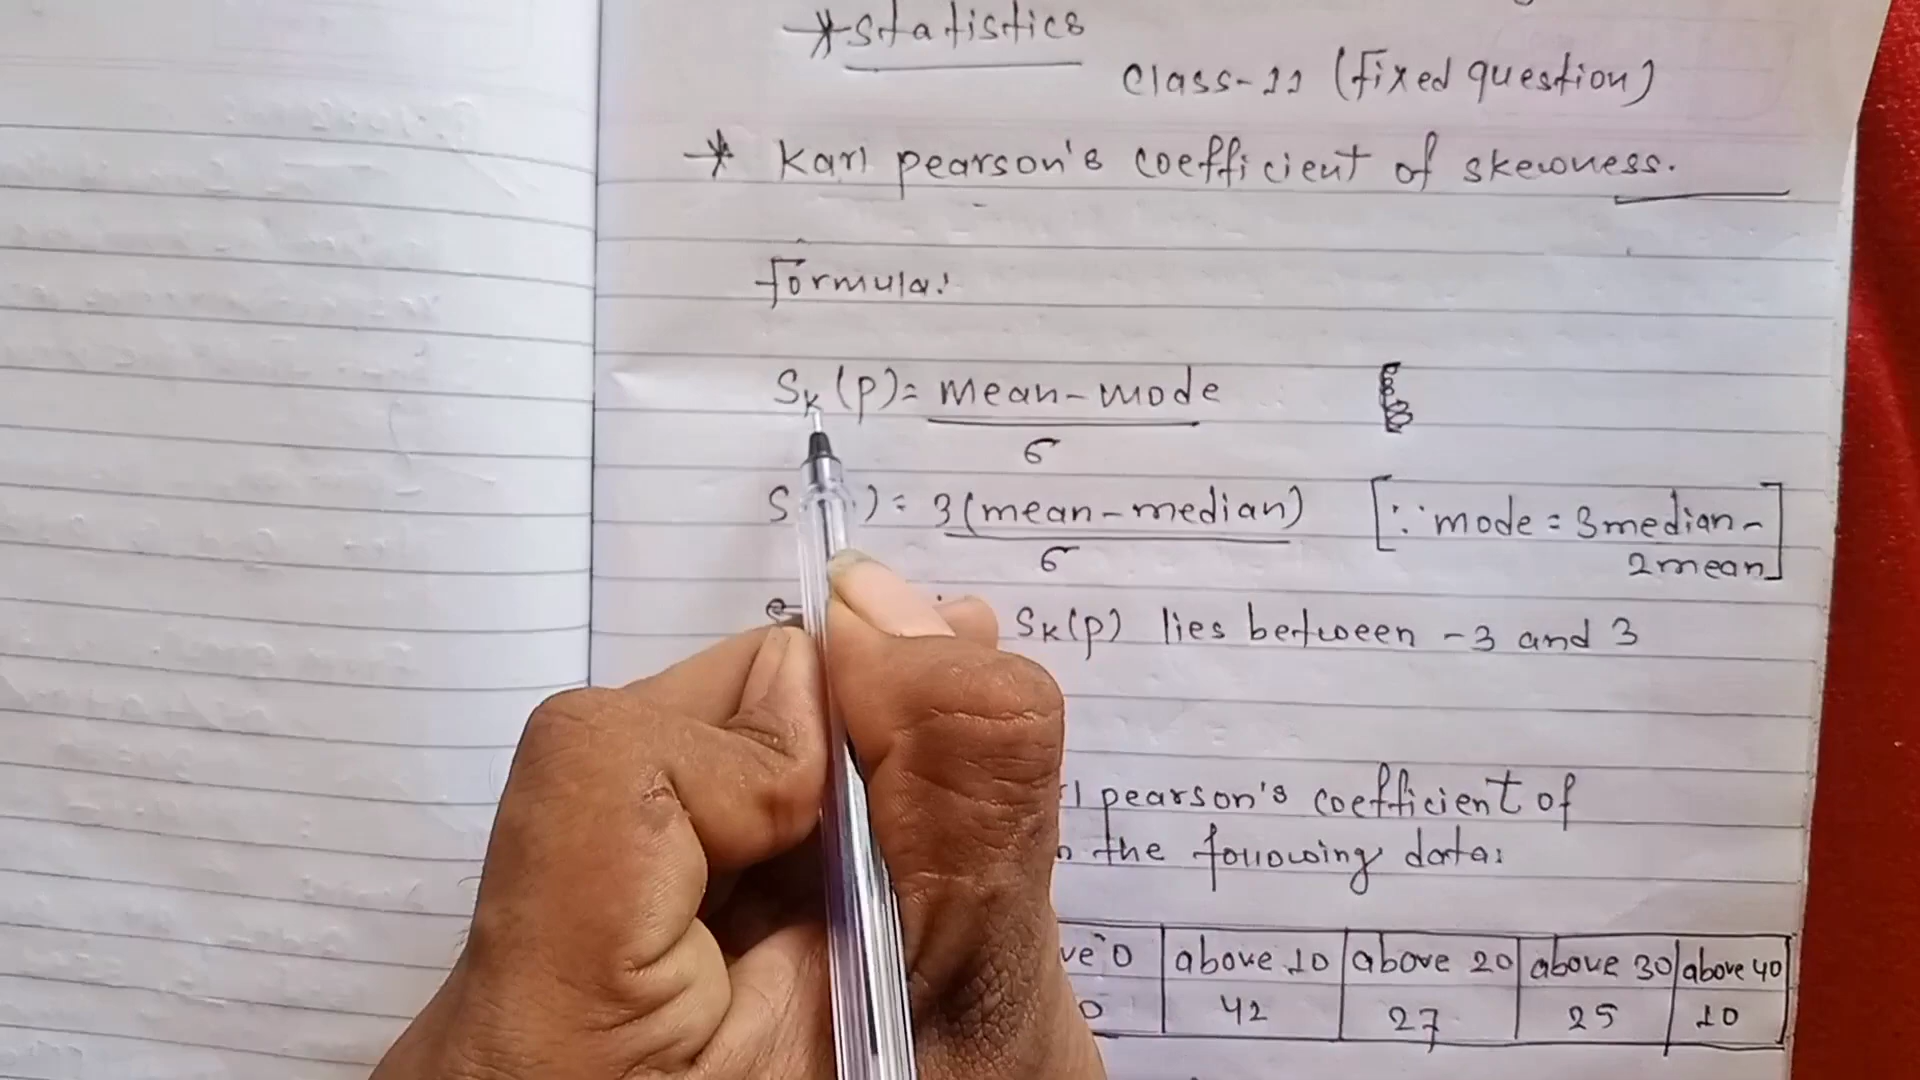 * Statistics
Class-11 (fixed question)
* Karl pearson's coefficient of skewness.
Formula:
Sk(p) = mean-mode
σ
S ) = 3(mean-median) [∵ mode = 3median-
σ 2mean]
Sk(p) lies between -3 and 3
pearson's coefficient of
the following data:
0 | above 10 | above 20 | above 30 | above 40
42 | 27 | 25 | 10